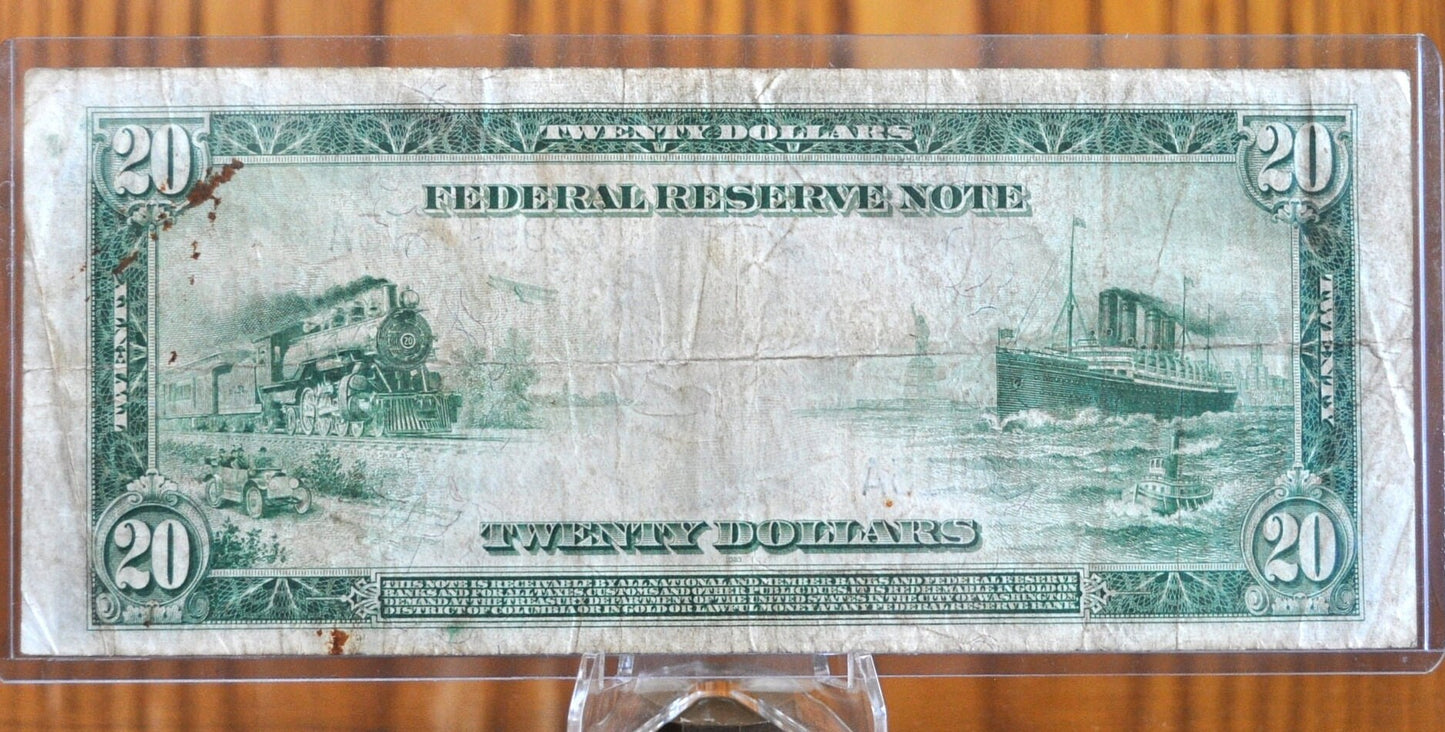 20 TWENTY DOLLARS 20
FEDERAL RESERVE NOTE
TWENTY
TWENTY
20
TWENTY DOLLARS
20 20
THIS NOTE IS RECEIVABLE BY ALL NATIONAL AND MEMBER BANKS AND FEDERAL RESERVE
BANKS AND FOR ALL TAXES, CUSTOMS AND OTHER PUBLIC DUES. IT IS REDEEMABLE IN GOLD ON
DEMAND AT THE TREASURY DEPARTMENT OF THE UNITED STATES IN THE CITY OF WASHINGTON
DISTRICT OF COLUMBIA OR IN GOLD OR LAWFUL MONEY AT ANY FEDERAL RESERVE BANK